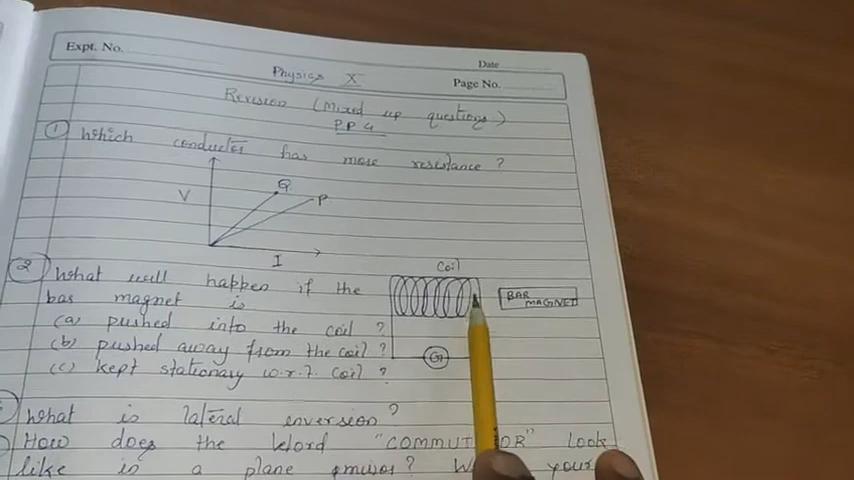 Expt. No.
Date
Page No.
Physics X
Revision (Mixed up questions)
PP 4
① Which conductor has more resistance ?
V
Q
P
I
② What will happen if the
bar magnet is
(a) pushed into the coil ?
(b) pushed away from the coil ?
(c) kept stationary w.r.t. coil ?
Coil
BAR
MAGNET
G
What is lateral inversion ?
How does the word "COMMUT OR" look
like in a plane mirror? W your